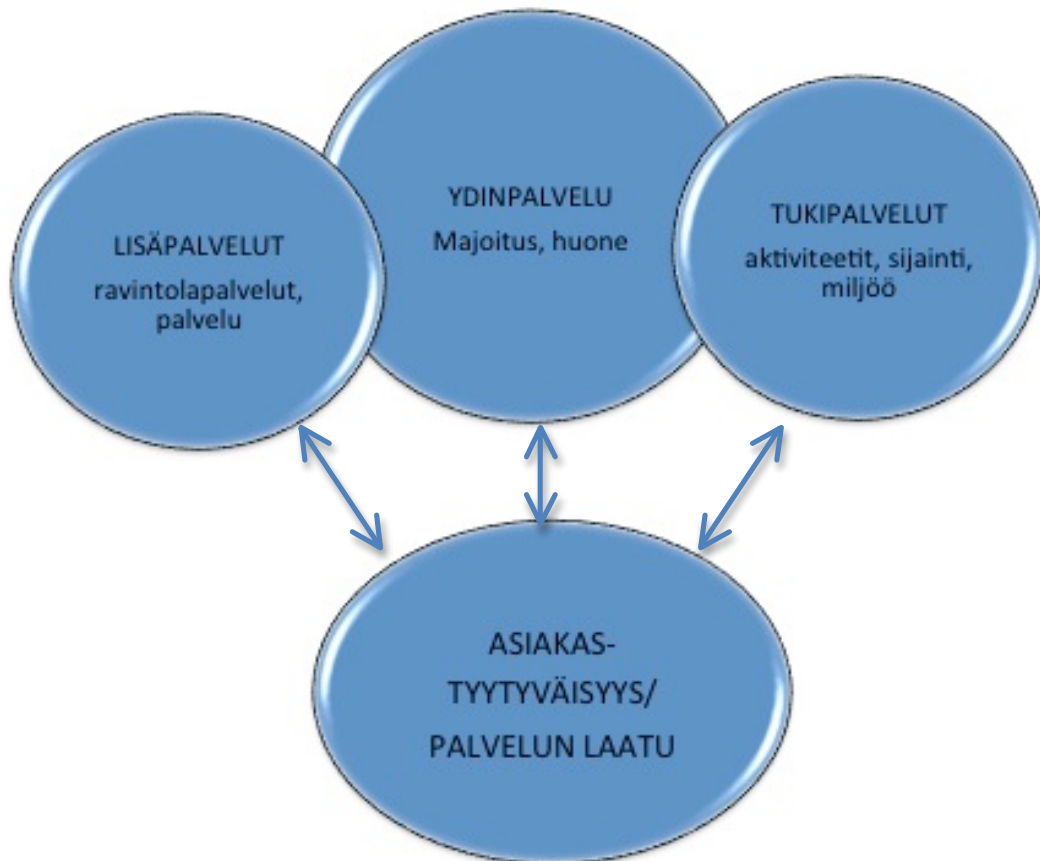 LISÄPALVELUT
ravintolapalvelut,
palvelu
YDINPALVELU
Majoitus, huone
TUKIPALVELUT
aktiviteetit, sijainti,
miljöö
ASIAKAS-
TYYTYVÄISYYS/
PALVELUN LAATU